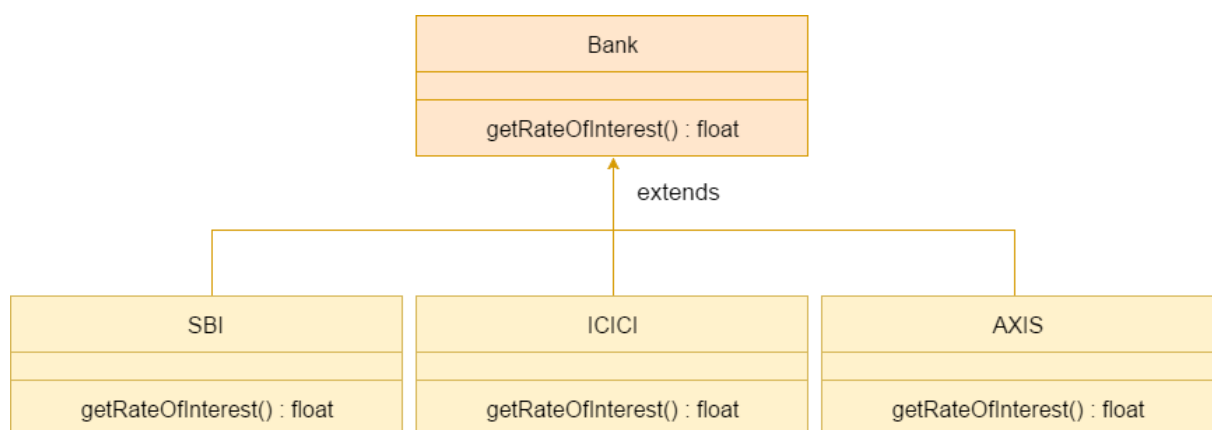 Bank
getRateOfInterest() : float
extends
SBI
ICICI
AXIS
getRateOfInterest() : float
getRateOfInterest() : float
getRateOfInterest() : float